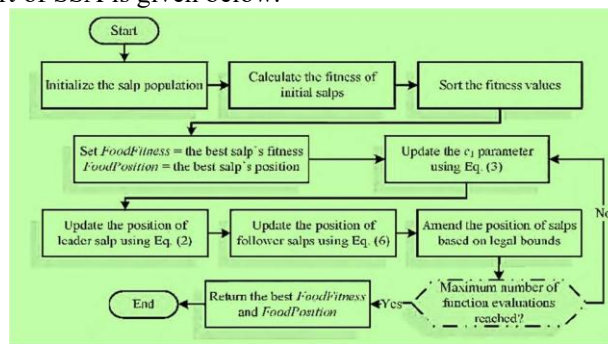 Start
Initialize the salp population
Calculate the fitness of
initial salps
Sort the fitness values
Set FoodFitness = the best salp's fitness
FoodPosition = the best salp's position
Update the c₁ parameter
using Eq. (3)
No
Update the position of
leader salp using Eq. (2)
Update the position of
follower salps using Eq. (6)
Amend the position of salps
based on legal bounds
Maximum number of
function evaluations
reached?
Yes
Return the best FoodFitness
and FoodPosition
End